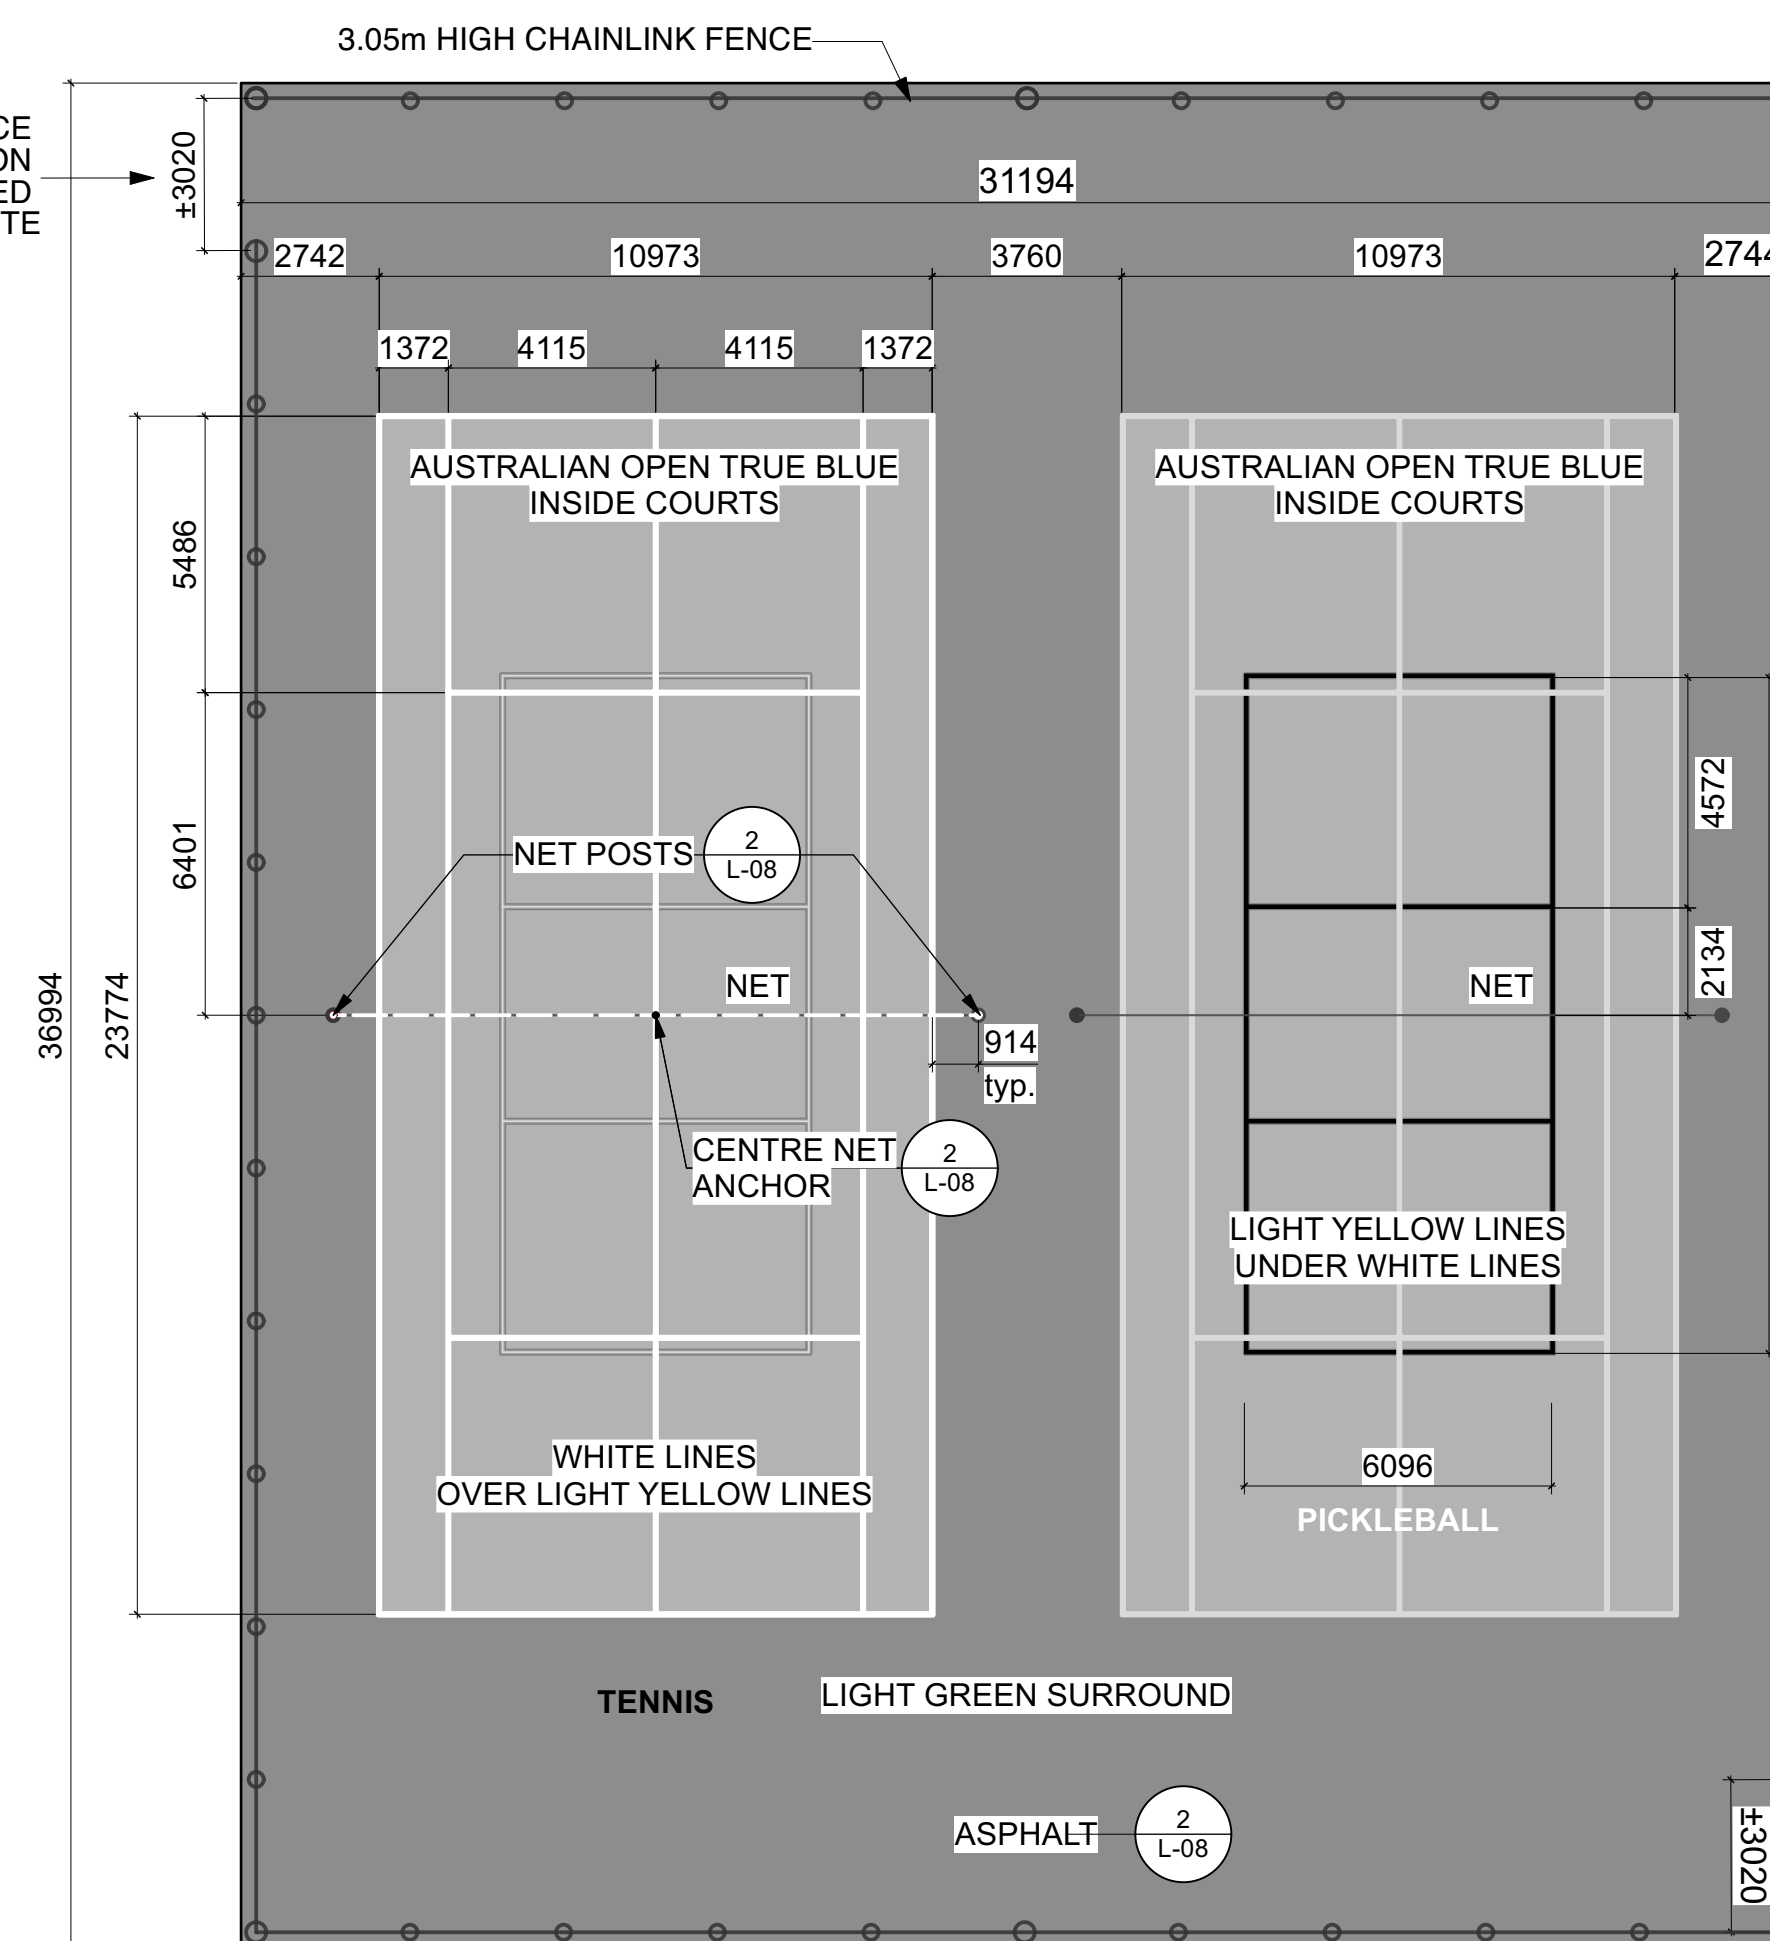 3.05m HIGH CHAINLINK FENCE
CE
ON
ED
TE
±3020
31194
2742
10973
3760
10973
2744
1372
4115
4115
1372
AUSTRALIAN OPEN TRUE BLUE
INSIDE COURTS
AUSTRALIAN OPEN TRUE BLUE
INSIDE COURTS
5486
6401
36994
23774
NET POSTS
2
L-08
4572
2134
NET
NET
914
typ.
CENTRE NET
ANCHOR
2
L-08
LIGHT YELLOW LINES
UNDER WHITE LINES
WHITE LINES
OVER LIGHT YELLOW LINES
6096
PICKLEBALL
TENNIS
LIGHT GREEN SURROUND
ASPHALT
2
L-08
±3020